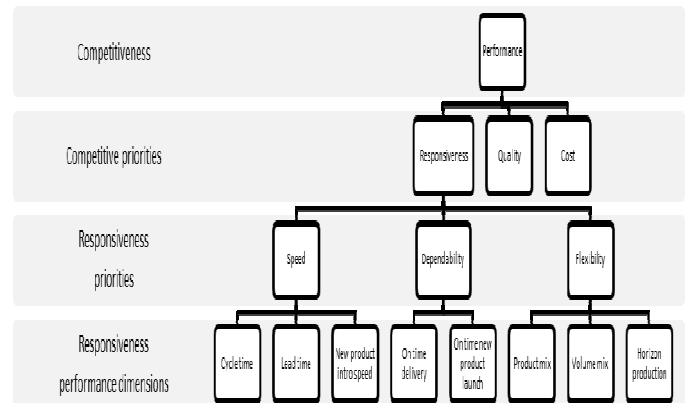 Competitiveness
Performance
Competitive priorities
Responsiveness
Quality
Cost
Responsiveness
priorities
Speed
Dependability
Flexibility
Responsiveness
performance dimensions
Cycle time
Lead time
New product
intro speed
On time
delivery
On time new
product
launch
Product mix
Volume mix
Horizon
production